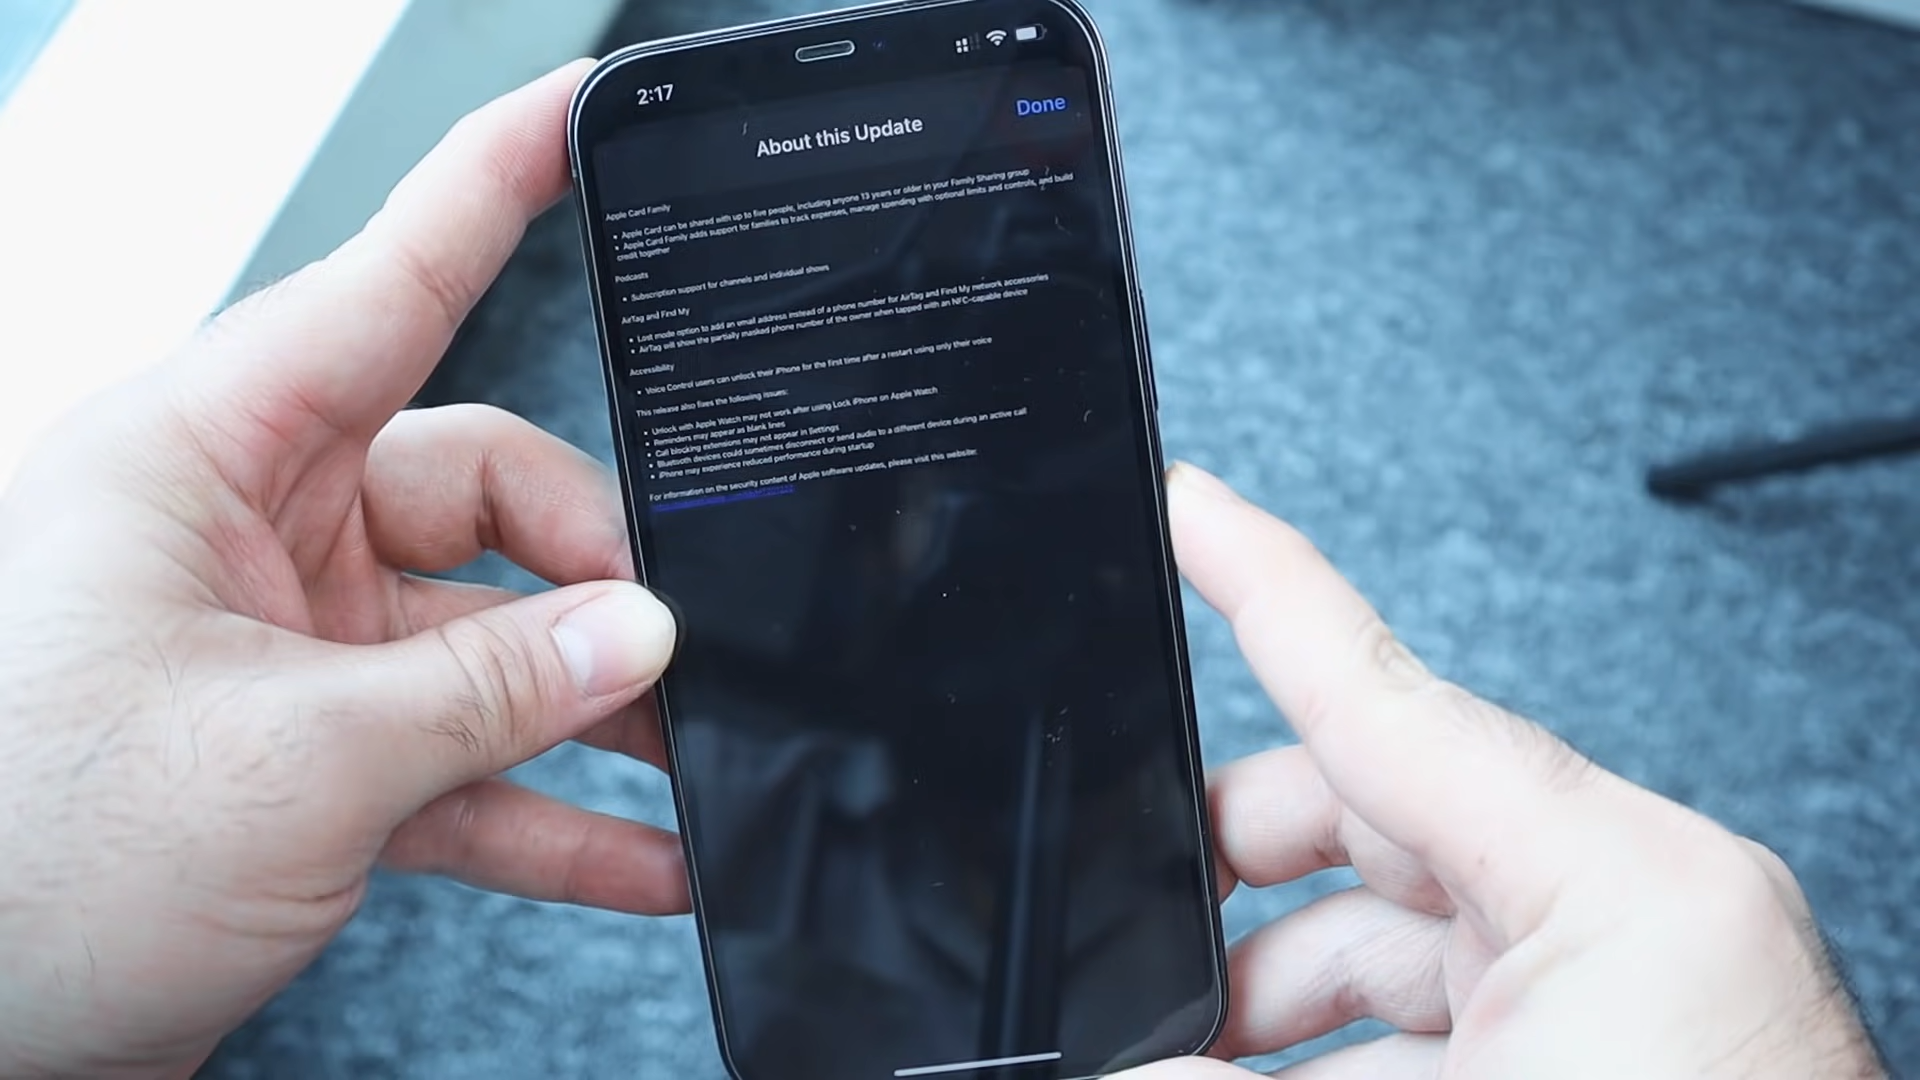 2:17
Done
About this Update
Apple Card Family
• Apple Card can be shared with up to five people, including anyone 13 years or older in your Family Sharing group
• Apple Card Family adds support for families to track expenses, manage spending with optional limits and controls, and build
credit together
Podcasts
• Subscription support for channels and individual shows
AirTag and Find My
• Lost mode option to add an email address instead of a phone number for AirTag and Find My network accessories
• AirTag will show the partially masked phone number of the owner when tapped with an NFC-capable device
Accessibility
• Voice Control users can unlock their iPhone for the first time after a restart using only their voice
This release also fixes the following issues:
• Unlock with Apple Watch may not work after using Lock iPhone on Apple Watch
• Reminders may appear as blank lines
• Call blocking extensions may not appear in Settings
• Bluetooth devices could sometimes disconnect or send audio to a different device during an active call
• iPhone may experience reduced performance during startup
For information on the security content of Apple software updates, please visit this website: